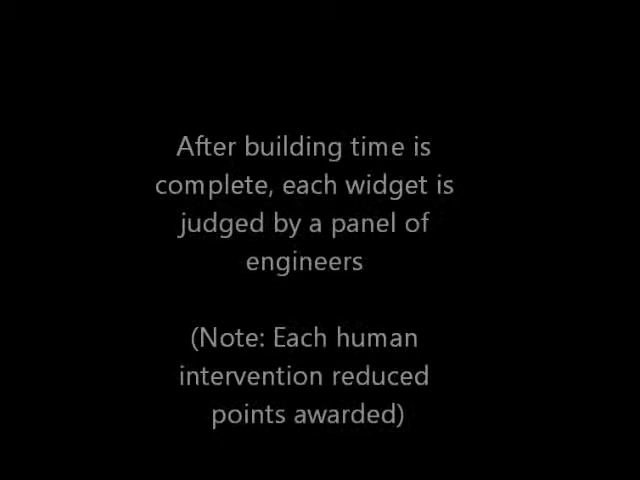 After building time is
complete, each widget is
judged by a panel of
engineers
(Note: Each human
intervention reduced
points awarded)